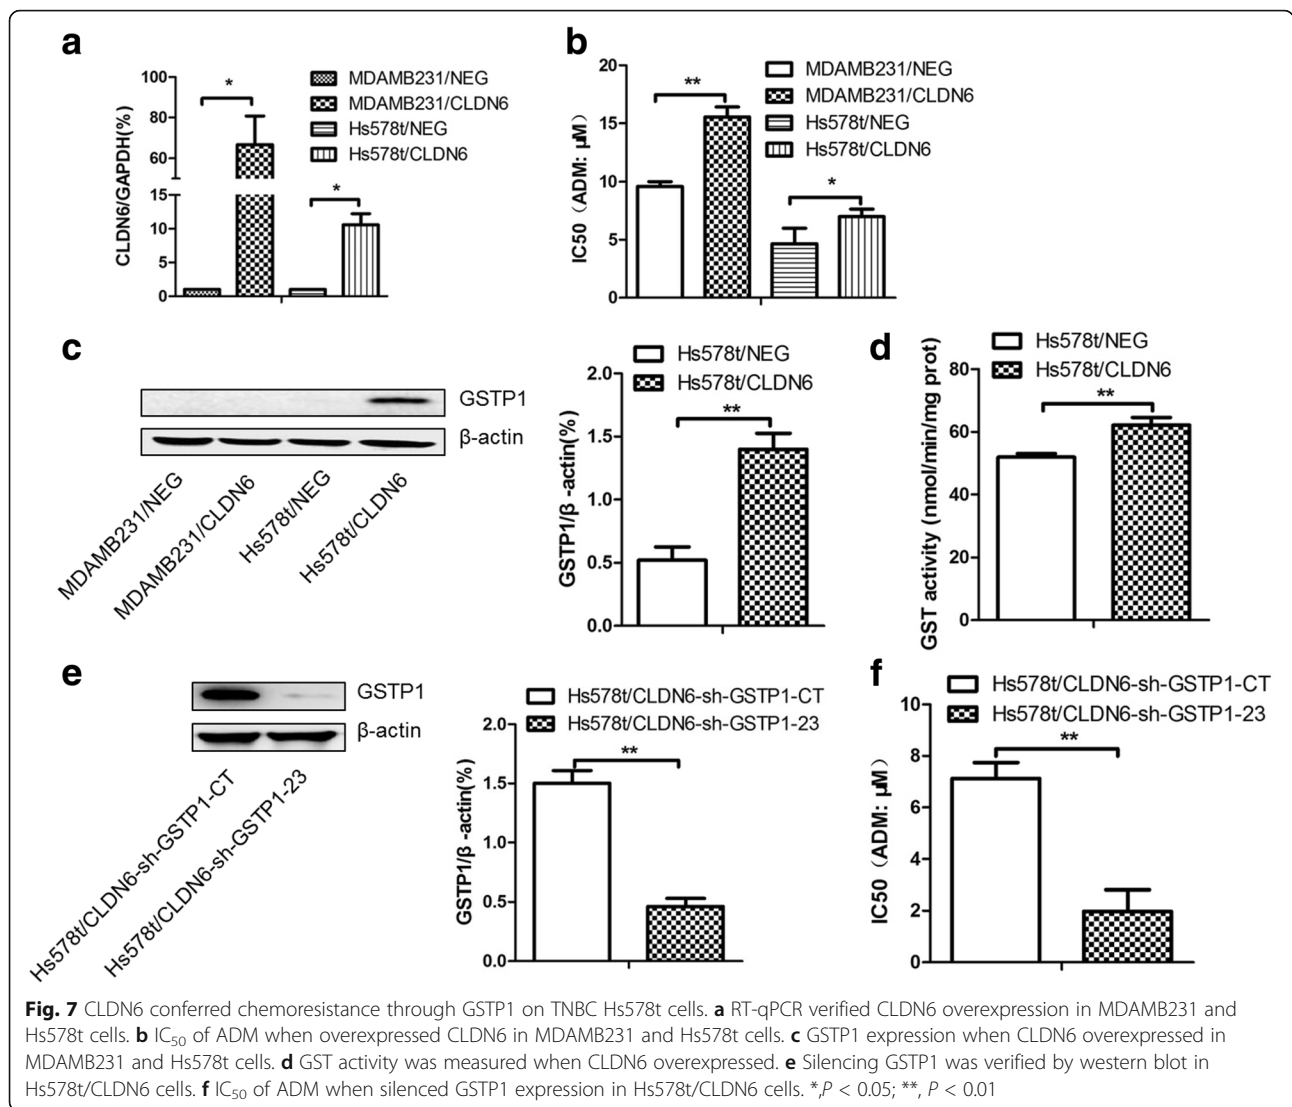 a
100
80
60
15
10
5
0
CLDN6/GAPDH(%)
*
*
MDAMB231/NEG
MDAMB231/CLDN6
Hs578t/NEG
Hs578t/CLDN6
b
20
15
10
5
0
IC50（ADM: μM）
**
*
MDAMB231/NEG
MDAMB231/CLDN6
Hs578t/NEG
Hs578t/CLDN6
c
GSTP1
β-actin
MDAMB231/NEG
MDAMB231/CLDN6
Hs578t/NEG
Hs578t/CLDN6
Hs578t/NEG
Hs578t/CLDN6
2.0
1.5
1.0
0.5
0.0
GSTP1/β -actin(%)
**
d
Hs578t/NEG
Hs578t/CLDN6
80
60
40
20
0
GST activity (nmol/min/mg prot)
**
e
GSTP1
β-actin
Hs578t/CLDN6-sh-GSTP1-CT
Hs578t/CLDN6-sh-GSTP1-23
Hs578t/CLDN6-sh-GSTP1-CT
Hs578t/CLDN6-sh-GSTP1-23
2.0
1.5
1.0
0.5
0.0
GSTP1/β -actin(%)
**
f
Hs578t/CLDN6-sh-GSTP1-CT
Hs578t/CLDN6-sh-GSTP1-23
10
8
6
4
2
0
IC50（ADM: μM）
**
Fig. 7 CLDN6 conferred chemoresistance through GSTP1 on TNBC Hs578t cells. a RT-qPCR verified CLDN6 overexpression in MDAMB231 and
Hs578t cells. b IC50 of ADM when overexpressed CLDN6 in MDAMB231 and Hs578t cells. c GSTP1 expression when CLDN6 overexpressed in
MDAMB231 and Hs578t cells. d GST activity was measured when CLDN6 overexpressed. e Silencing GSTP1 was verified by western blot in
Hs578t/CLDN6 cells. f IC50 of ADM when silenced GSTP1 expression in Hs578t/CLDN6 cells. *,P < 0.05; **, P < 0.01